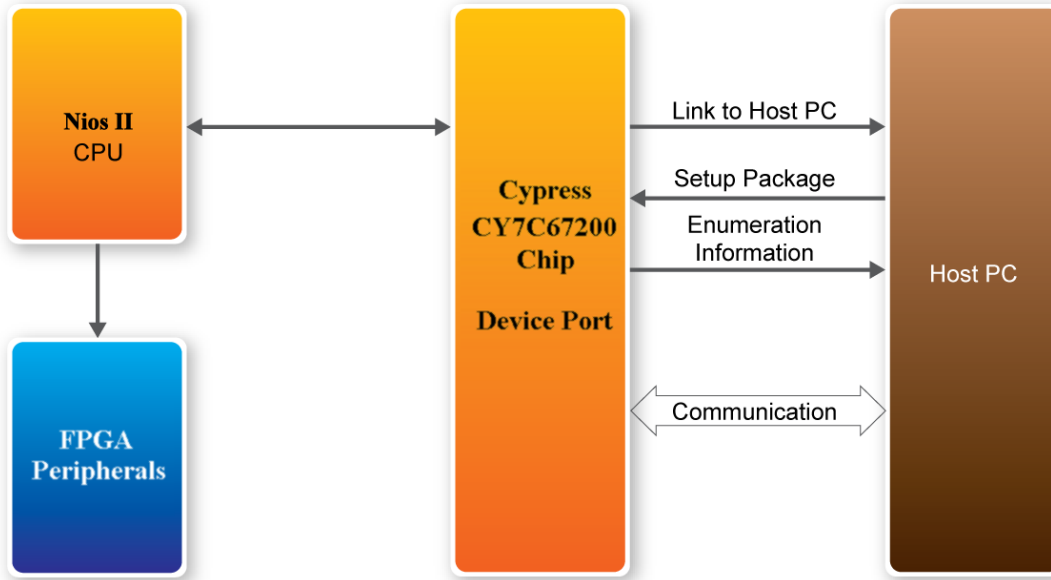 Nios II
CPU
FPGA
Peripherals
Cypress
CY7C67200
Chip
Device Port
Link to Host PC
Setup Package
Enumeration
Information
Communication
Host PC